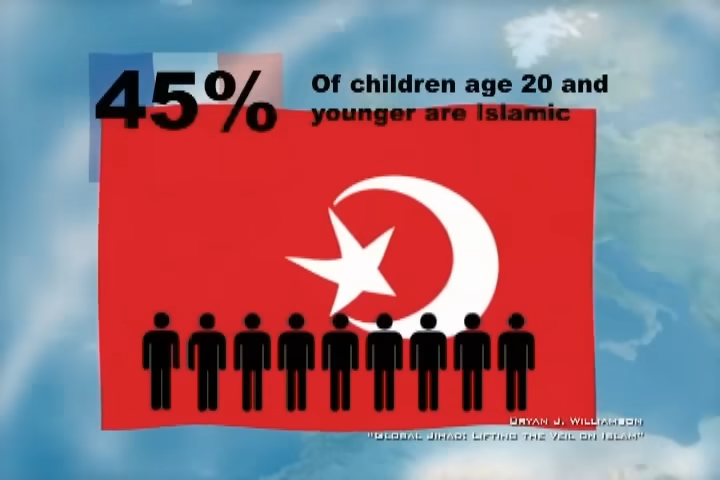 45%
Of children age 20 and
younger are Islamic
Bryan J. Williamson
"Global Jihad: Lifting the Veil on Islam"